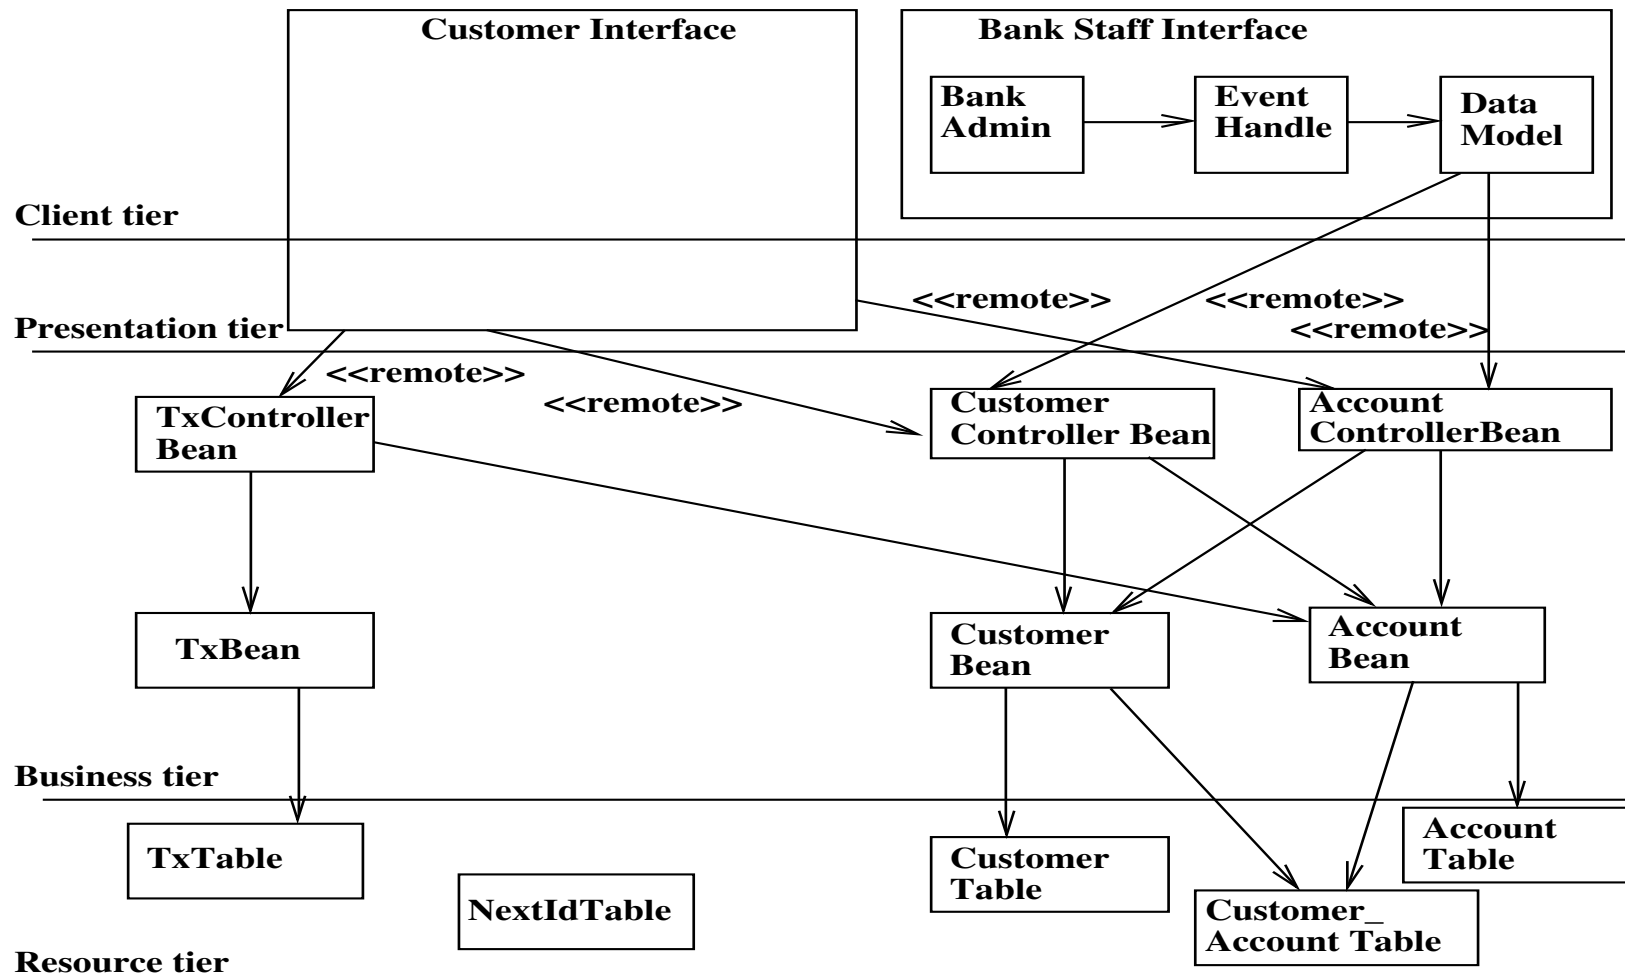 Customer Interface
Bank Staff Interface
Bank
Admin
Event
Handle
Data
Model
Client tier
<<remote>>
<<remote>>
<<remote>>
Presentation tier
<<remote>>
<<remote>>
TxController
Bean
Customer
Controller Bean
Account
ControllerBean
TxBean
Customer
Bean
Account
Bean
Business tier
TxTable
NextIdTable
Customer
Table
Account
Table
Customer_
Account Table
Resource tier